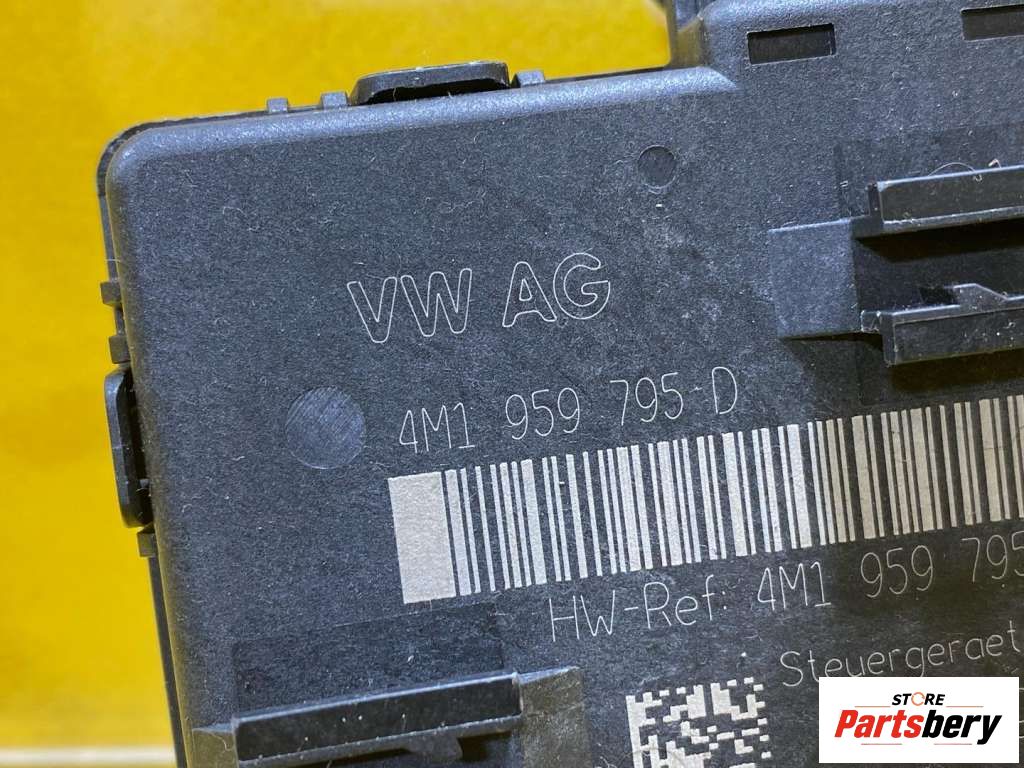 VW AG
4M1 959 795-D
HW-Ref: 4M1 959 795
Steuergeraet
STORE
Partsbery